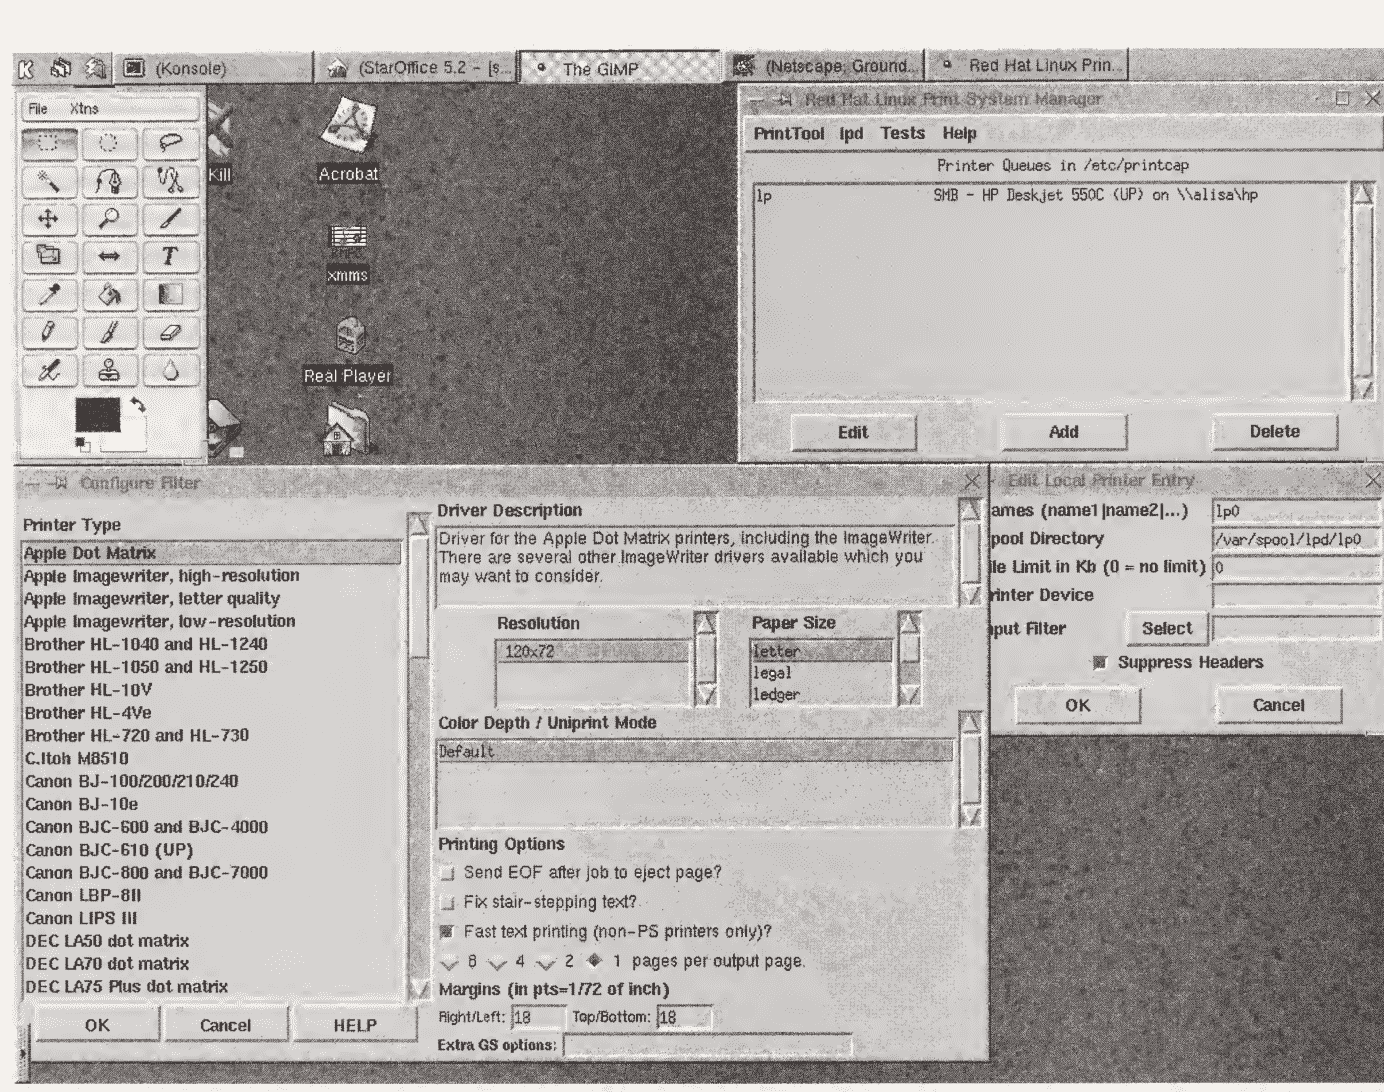 (Konsole)
(StarOffice 5.2 - [s...
The GIMP
(Netscape: Ground...
Red Hat Linux Prin...
File Xtns
Kill
Acrobat
xmms
Real Player
Red Hat Linux Print System Manager
PrintTool lpd Tests Help
Printer Queues in /etc/printcap
lp SMB - HP Deskjet 550C (UP) on \\alisa\hp
Edit Add Delete
Configure Filter
Printer Type
Apple Dot Matrix
Apple Imagewriter, high-resolution
Apple Imagewriter, letter quality
Apple Imagewriter, low-resolution
Brother HL-1040 and HL-1240
Brother HL-1050 and HL-1250
Brother HL-10V
Brother HL-4Ve
Brother HL-720 and HL-730
C.Itoh M8510
Canon BJ-100/200/210/240
Canon BJ-10e
Canon BJC-600 and BJC-4000
Canon BJC-610 (UP)
Canon BJC-800 and BJC-7000
Canon LBP-8II
Canon LIPS III
DEC LA50 dot matrix
DEC LA70 dot matrix
DEC LA75 Plus dot matrix
OK Cancel HELP
Driver Description
Driver for the Apple Dot Matrix printers, including the ImageWriter.
There are several other ImageWriter drivers available which you
may want to consider.
Resolution
120x72
Paper Size
letter
legal
ledger
Color Depth / Uniprint Mode
Default
Printing Options
Send EOF after job to eject page?
Fix stair-stepping text?
Fast text printing (non-PS printers only)?
8 4 2 1 pages per output page.
Margins (in pts=1/72 of inch)
Right/Left: 18 Top/Bottom: 18
Extra GS options:
Edit Local Printer Entry
ames (name1|name2|...) lp0
pool Directory /var/spool/lpd/lp0
le Limit in Kb (0 = no limit) 0
rinter Device
put Filter Select
Suppress Headers
OK Cancel